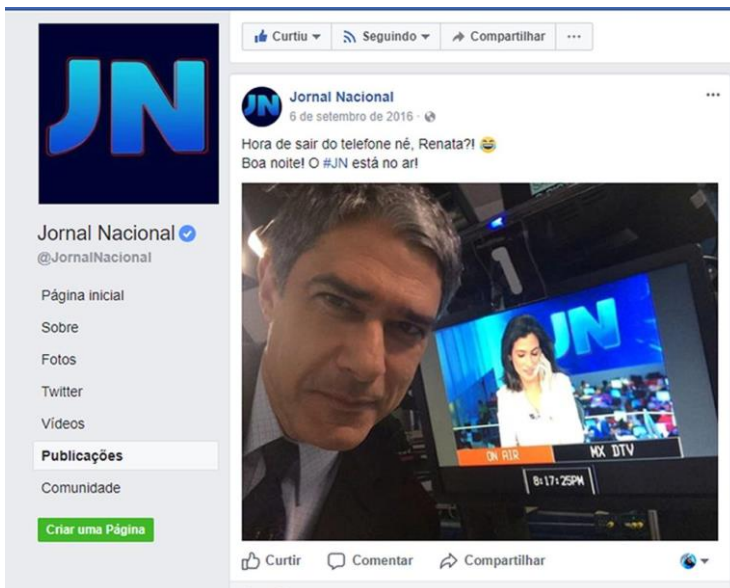 JN
Jornal Nacional
@JornalNacional
Página inicial
Sobre
Fotos
Twitter
Vídeos
Publicações
Comunidade
Criar uma Página
Curtiu
Seguindo
Compartilhar
JN
Jornal Nacional
6 de setembro de 2016
Hora de sair do telefone né, Renata?!
Boa noite! O #JN está no ar!
1
JN
ON AIR
MX DTV
8:17:25PM
Curtir
Comentar
Compartilhar